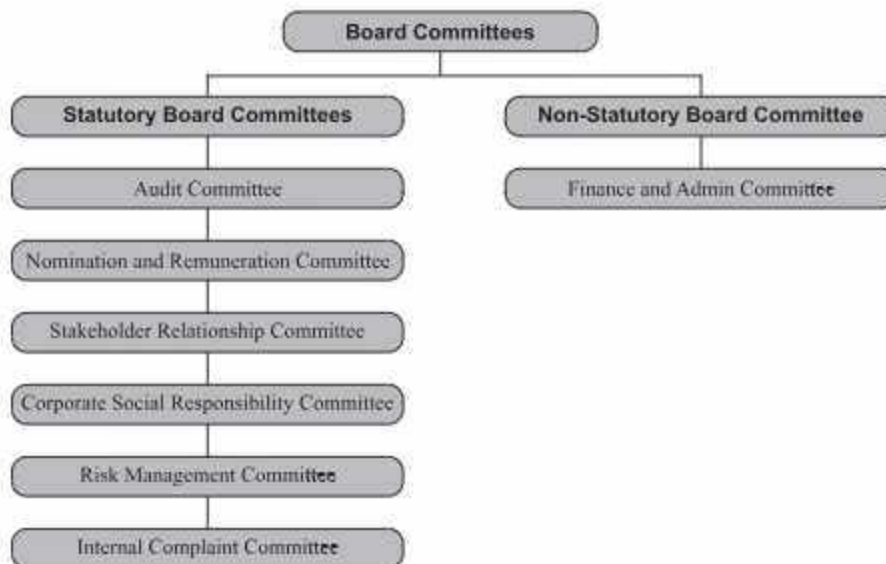 Board Committees
Statutory Board Committees
Non-Statutory Board Committee
Audit Committee
Finance and Admin Committee
Nomination and Remuneration Committee
Stakeholder Relationship Committee
Corporate Social Responsibility Committee
Risk Management Committee
Internal Complaint Committee